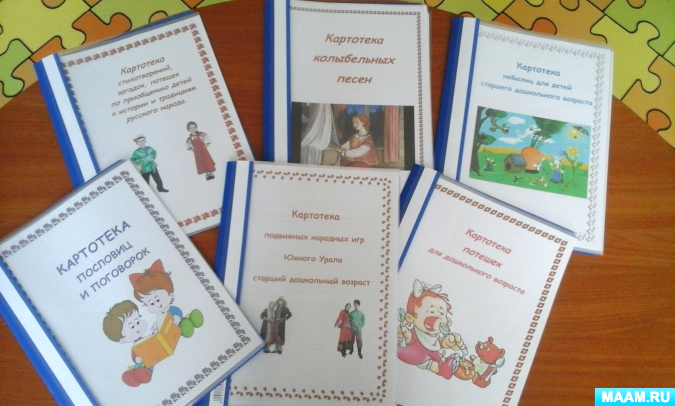 Картотека
стихотворений,
загадок, потешек
по приобщению детей
к истории и традициям
русского народа.
Картотека
колыбельных
песен
Картотека
небылиц для детей
старшего дошкольного возраста
КАРТОТЕКА
ПОСЛОВИЦ
И ПОГОВОРОК
Картотека
подвижных народных игр
Южного Урала
старший дошкольный возраст
Картотека
потешек
для дошкольного возраста
MAAM.RU